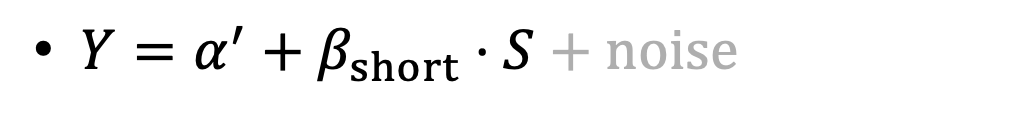 • Y = α′ + β_short · S + noise